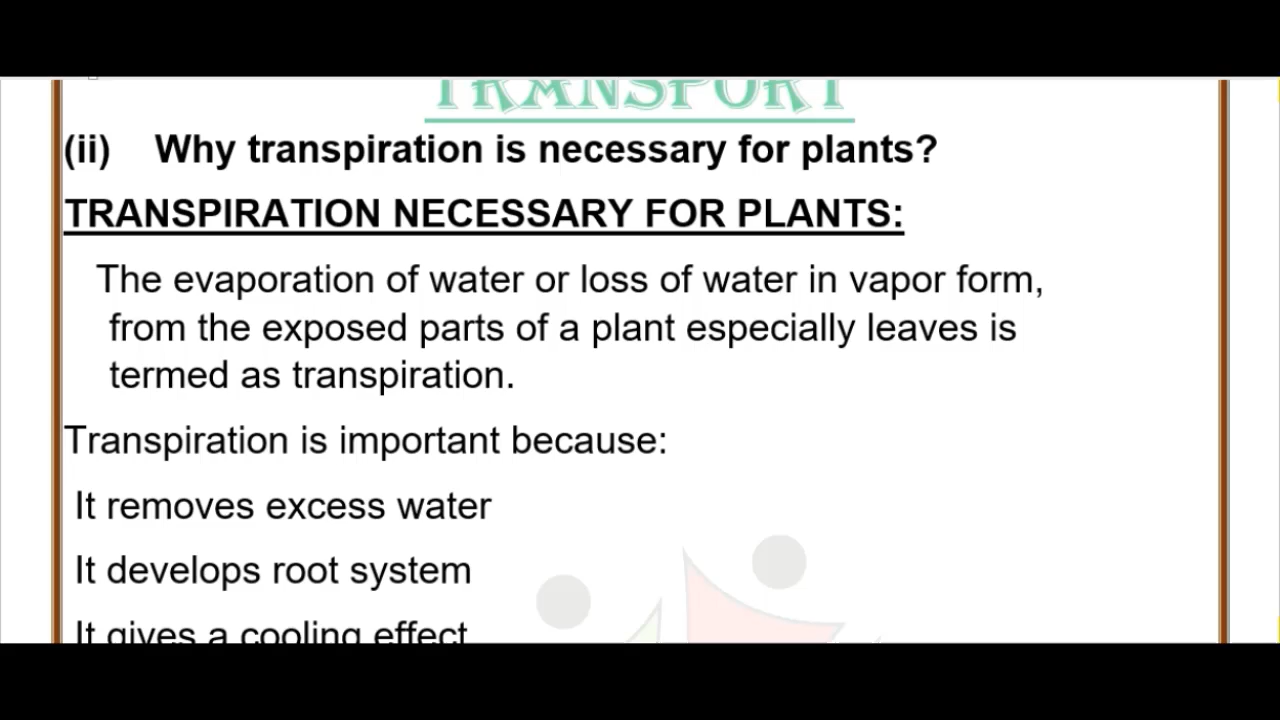 TRANSPORT
(ii) Why transpiration is necessary for plants?
TRANSPIRATION NECESSARY FOR PLANTS:
The evaporation of water or loss of water in vapor form,
from the exposed parts of a plant especially leaves is
termed as transpiration.
Transpiration is important because:
It removes excess water
It develops root system
It gives a cooling effect